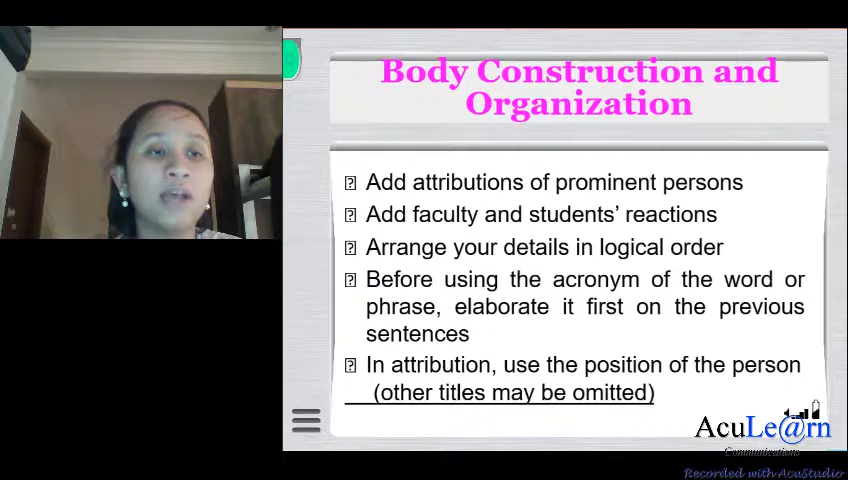 Body Construction and
Organization
Add attributions of prominent persons
Add faculty and students’ reactions
Arrange your details in logical order
Before using the acronym of the word or
phrase, elaborate it first on the previous
sentences
In attribution, use the position of the person
(other titles may be omitted)
AcuLe@rn
Communications
Recorded with AcuStudio